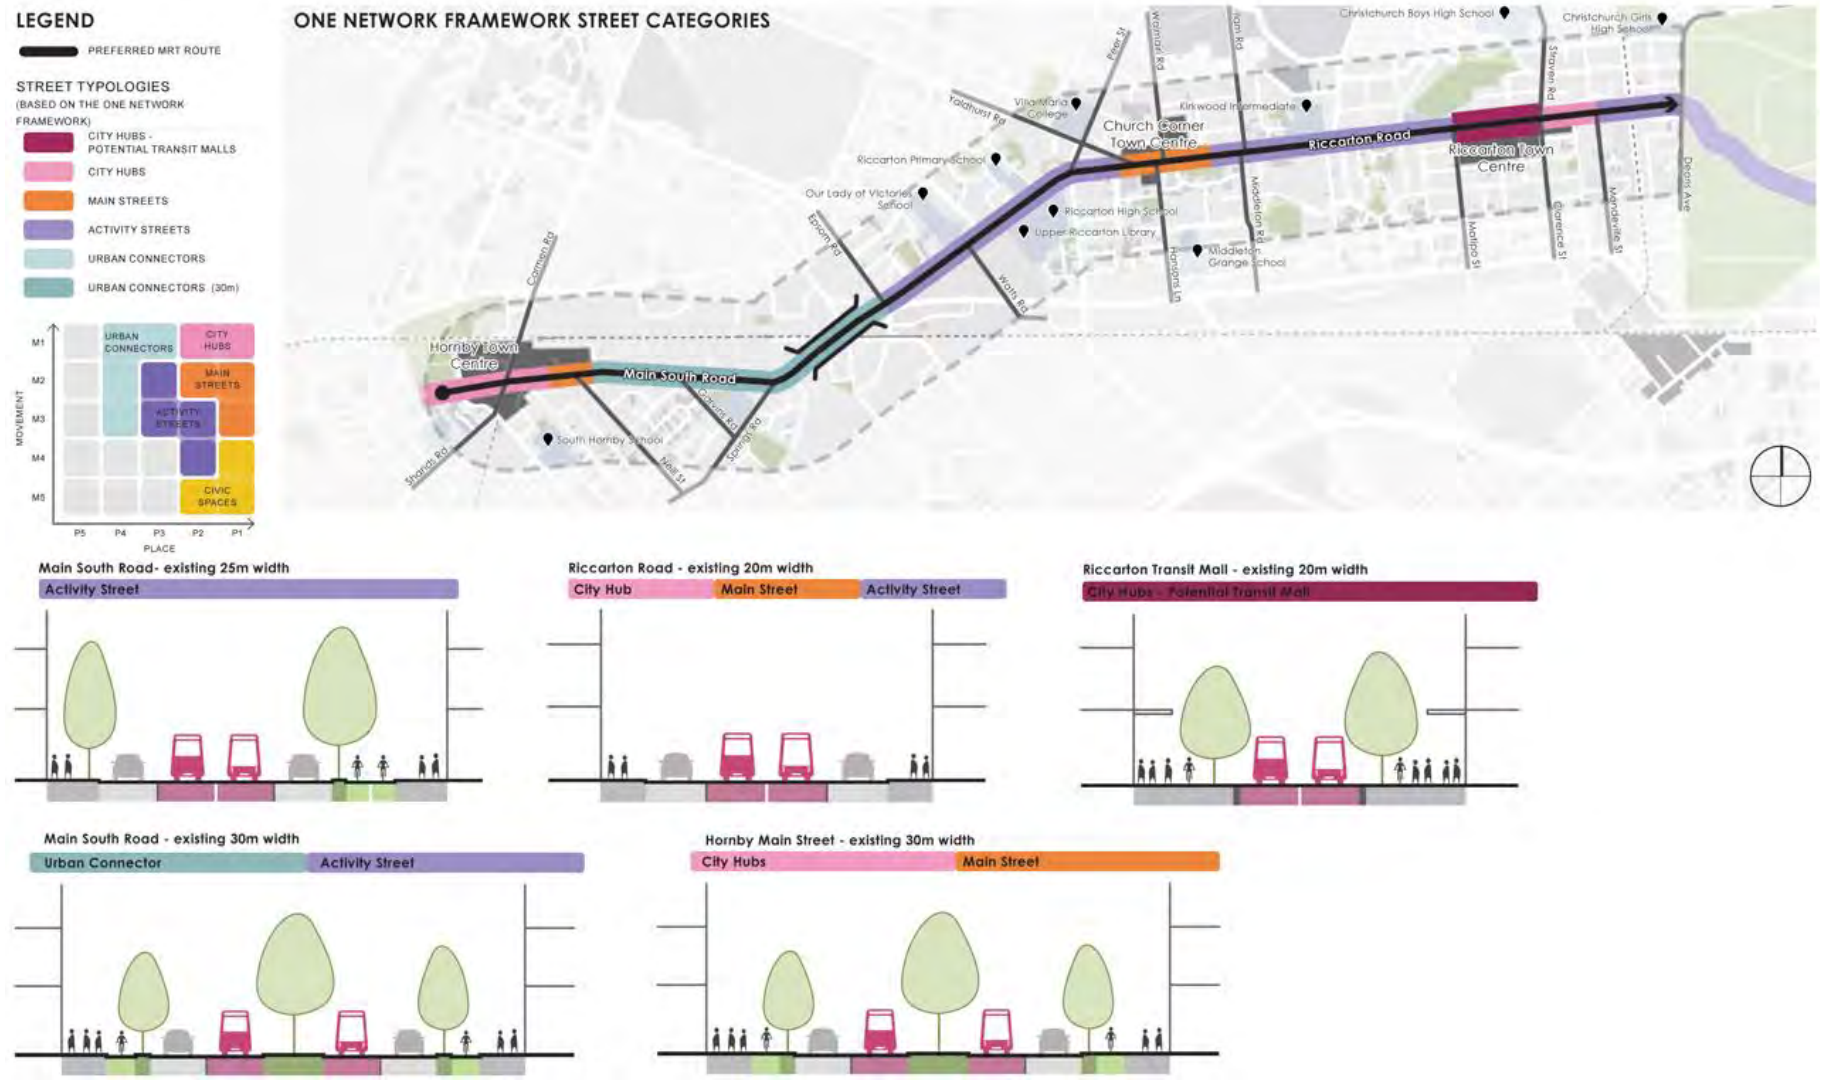 LEGEND
PREFERRED MRT ROUTE
STREET TYPOLOGIES
(BASED ON THE ONE NETWORK
FRAMEWORK)
CITY HUBS -
POTENTIAL TRANSIT MALLS
CITY HUBS
MAIN STREETS
ACTIVITY STREETS
URBAN CONNECTORS
URBAN CONNECTORS (30m)
MOVEMENT
M1
M2
M3
M4
M5
URBAN
CONNECTORS
CITY
HUBS
MAIN
STREETS
ACTIVITY
STREETS
CIVIC
SPACES
P5 P4 P3 P2 P1
PLACE
ONE NETWORK FRAMEWORK STREET CATEGORIES
Christchurch Boys High School
Christchurch Girls
High School
Peer St
Straven Rd
Yaldhurst Rd
Villa Maria
College
Kirkwood Intermediate
Church Corner
Town Centre
Riccarton Road
Riccarton Town
Centre
Riccarton Primary School
Our Lady of Victories
School
Riccarton High School
Upper Riccarton Library
Middleton
Grange School
Middleton Rd
Hansons Ln
Matipo St
Clarence St
Mandeville St
Deans Ave
Epsom Rd
Watts Rd
Carmen Rd
Hornby Town
Centre
Main South Road
Garvins Rd
Springs Rd
South Hornby School
Neill St
Shands Rd
Main South Road- existing 25m width
Activity Street
Riccarton Road - existing 20m width
City Hub
Main Street
Activity Street
Riccarton Transit Mall - existing 20m width
City Hubs - Potential Transit Mall
Main South Road - existing 30m width
Urban Connector
Activity Street
Hornby Main Street - existing 30m width
City Hubs
Main Street